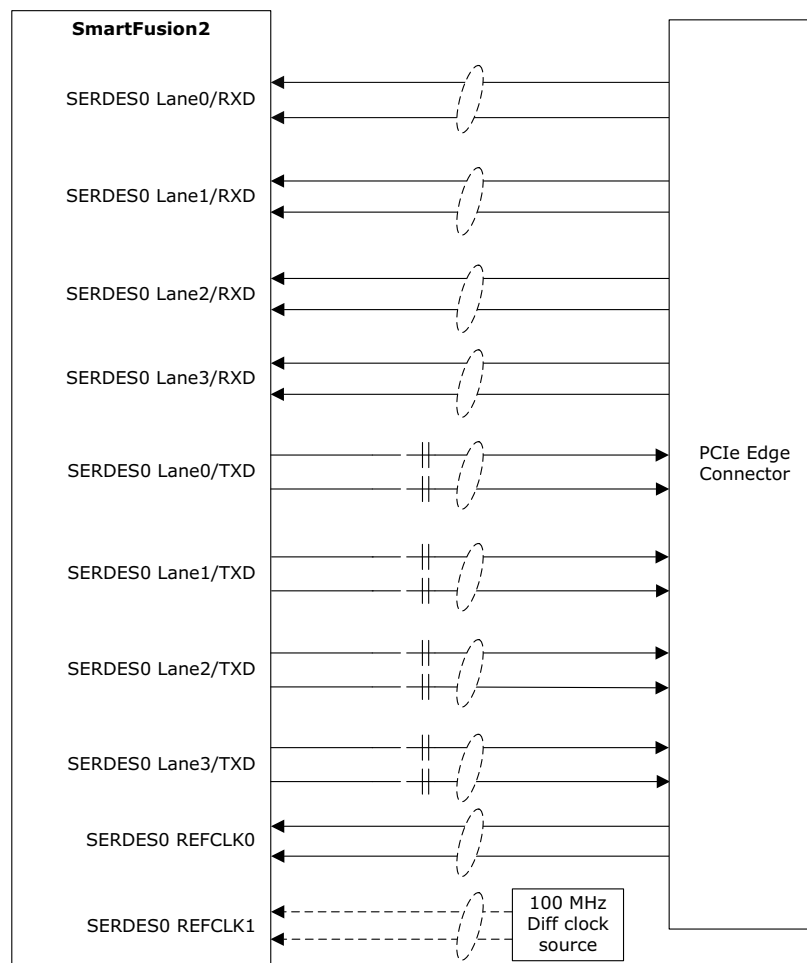 SmartFusion2
SERDES0 Lane0/RXD
SERDES0 Lane1/RXD
SERDES0 Lane2/RXD
SERDES0 Lane3/RXD
SERDES0 Lane0/TXD
PCIe Edge
Connector
SERDES0 Lane1/TXD
SERDES0 Lane2/TXD
SERDES0 Lane3/TXD
SERDES0 REFCLK0
SERDES0 REFCLK1
100 MHz
Diff clock
source